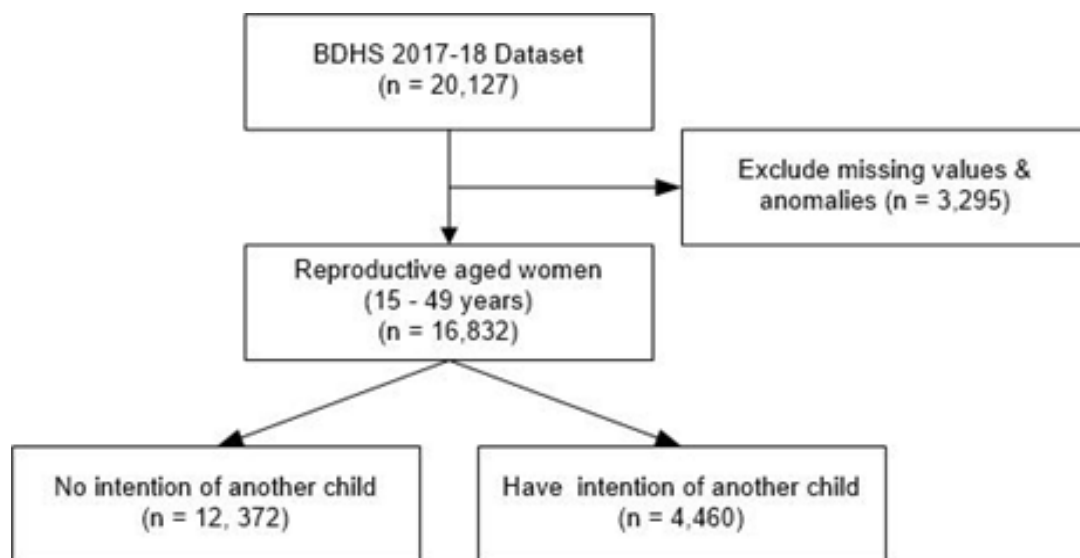 BDHS 2017-18 Dataset
(n = 20,127)
Exclude missing values &
anomalies (n = 3,295)
Reproductive aged women
(15 - 49 years)
(n = 16,832)
No intention of another child
(n = 12, 372)
Have  intention of another child
(n = 4,460)